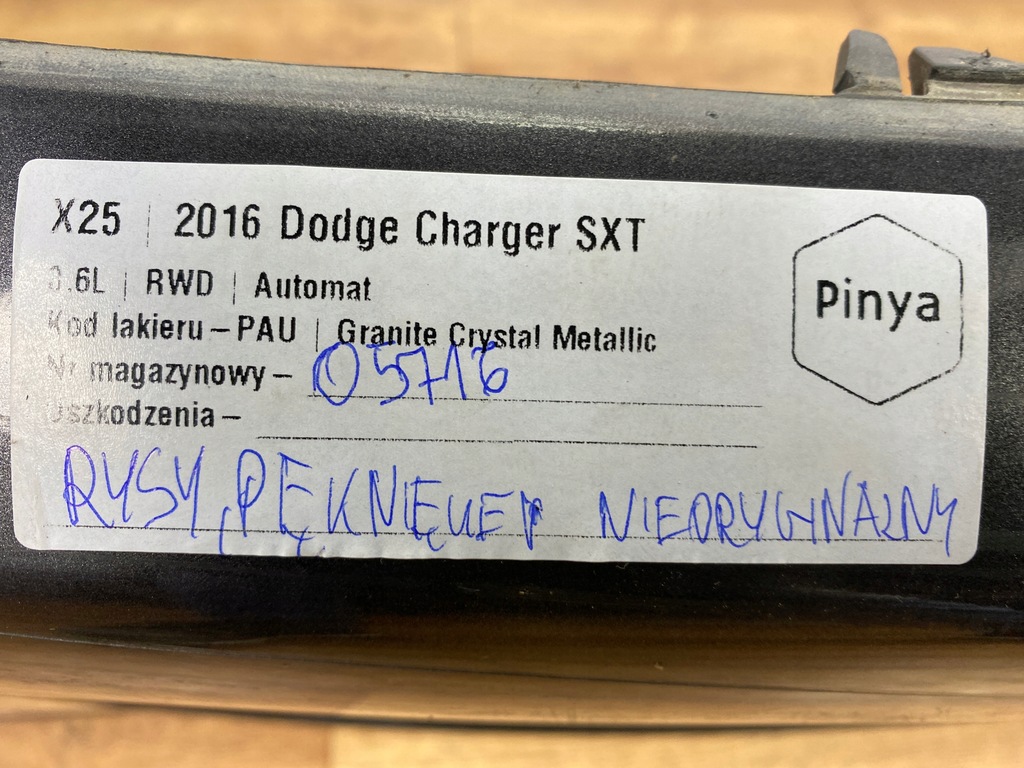 X25 | 2016 Dodge Charger SXT
3.6L | RWD | Automat
Kod lakieru – PAU | Granite Crystal Metallic
Nr magazynowy – 05716
Uszkodzenia –
RYSY, PĘKNIĘCIE, NIEORYGINALNY
Pinya